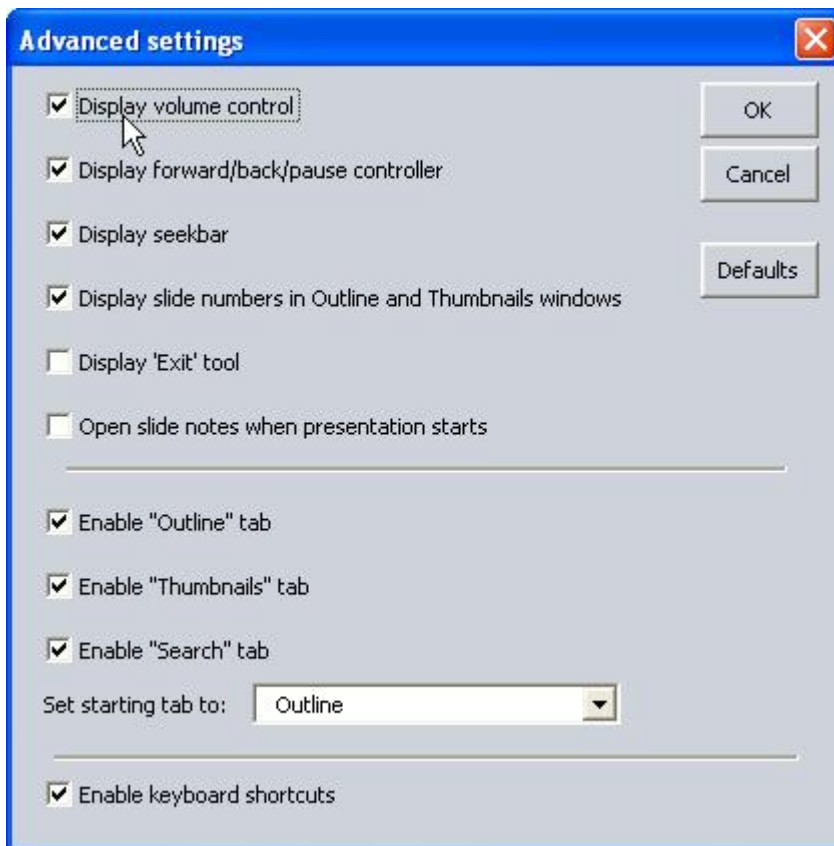 Advanced settings
Display volume control
OK
Display forward/back/pause controller
Cancel
Display seekbar
Defaults
Display slide numbers in Outline and Thumbnails windows
Display 'Exit' tool
Open slide notes when presentation starts
Enable "Outline" tab
Enable "Thumbnails" tab
Enable "Search" tab
Set starting tab to: Outline
Enable keyboard shortcuts